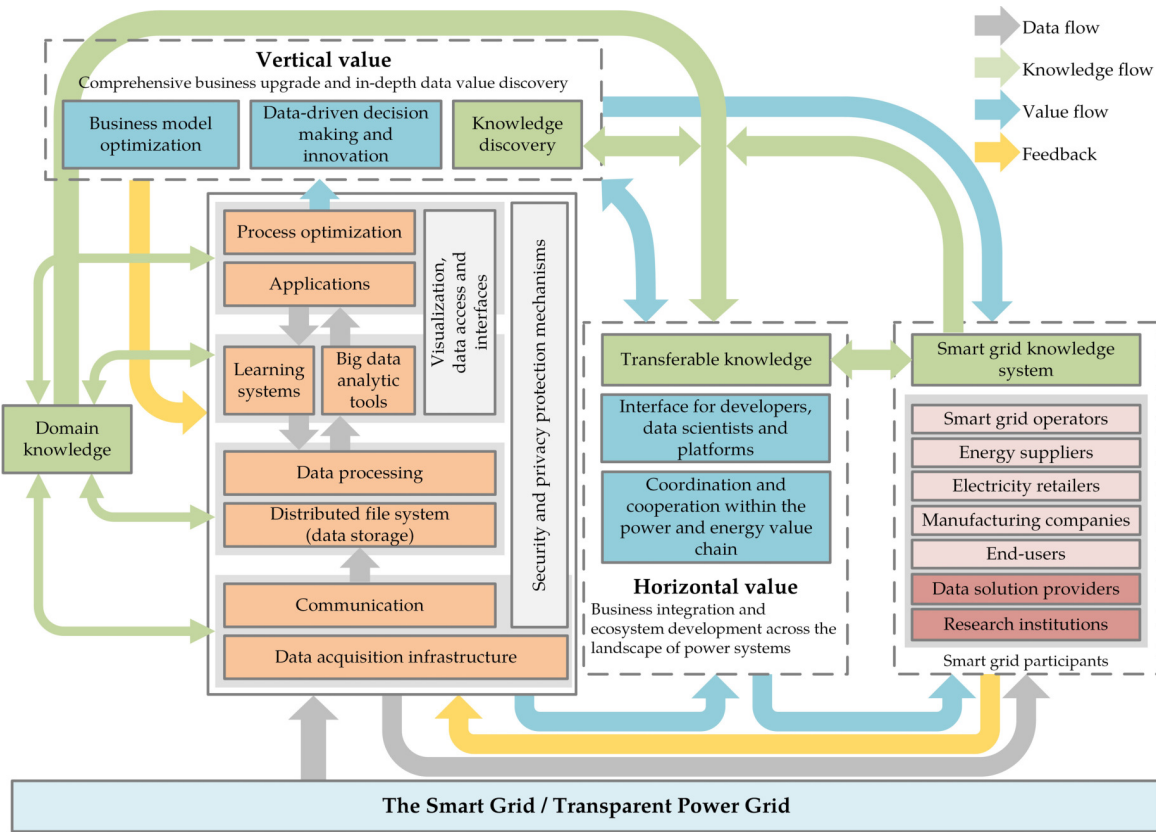 Data flow
Knowledge flow
Value flow
Feedback
Vertical value
Comprehensive business upgrade and in-depth data value discovery
Business model
optimization
Data-driven decision
making and
innovation
Knowledge
discovery
Process optimization
Applications
Visualization,
data access and
interfaces
Security and privacy protection mechanisms
Learning
systems
Big data
analytic
tools
Domain
knowledge
Data processing
Distributed file system
(data storage)
Communication
Data acquisition infrastructure
Transferable knowledge
Interface for developers,
data scientists and
platforms
Coordination and
cooperation within the
power and energy value
chain
Horizontal value
Business integration and
ecosystem development across the
landscape of power systems
Smart grid knowledge
system
Smart grid operators
Energy suppliers
Electricity retailers
Manufacturing companies
End-users
Data solution providers
Research institutions
Smart grid participants
The Smart Grid / Transparent Power Grid